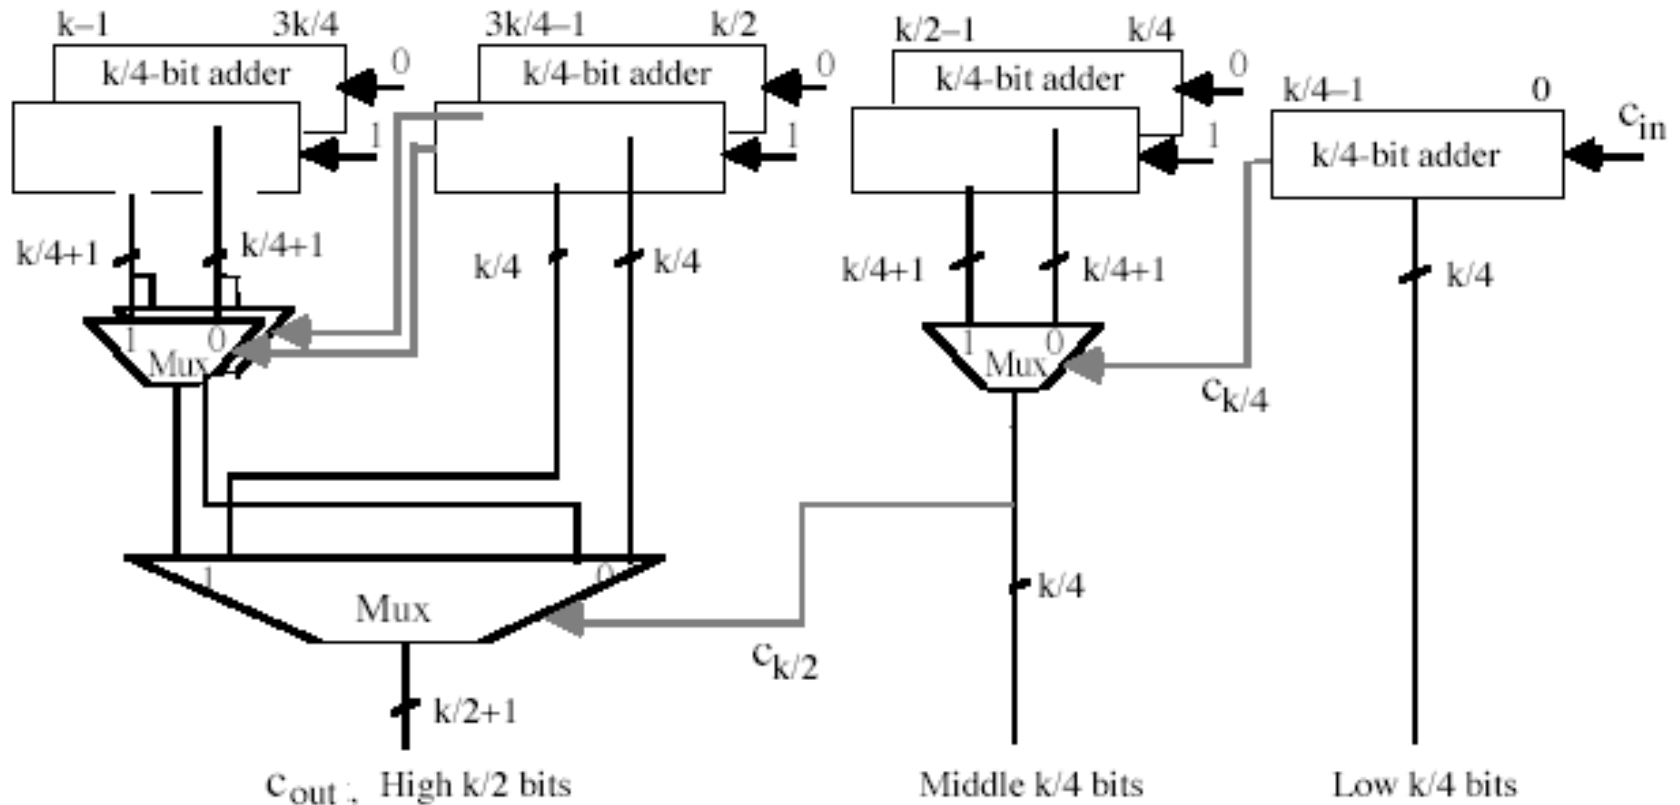 k–1 3k/4 3k/4–1 k/2 k/2–1 k/4
k/4-bit adder 0 k/4-bit adder 0 k/4-bit adder 0
k/4–1 0
c_in
1 1 1 k/4-bit adder
k/4+1 k/4+1 k/4 k/4 k/4+1 k/4+1 k/4
1 0 1 0
Mux Mux
c_k/4
1 0
Mux k/4
c_k/2
k/2+1
c_out :, High k/2 bits Middle k/4 bits Low k/4 bits